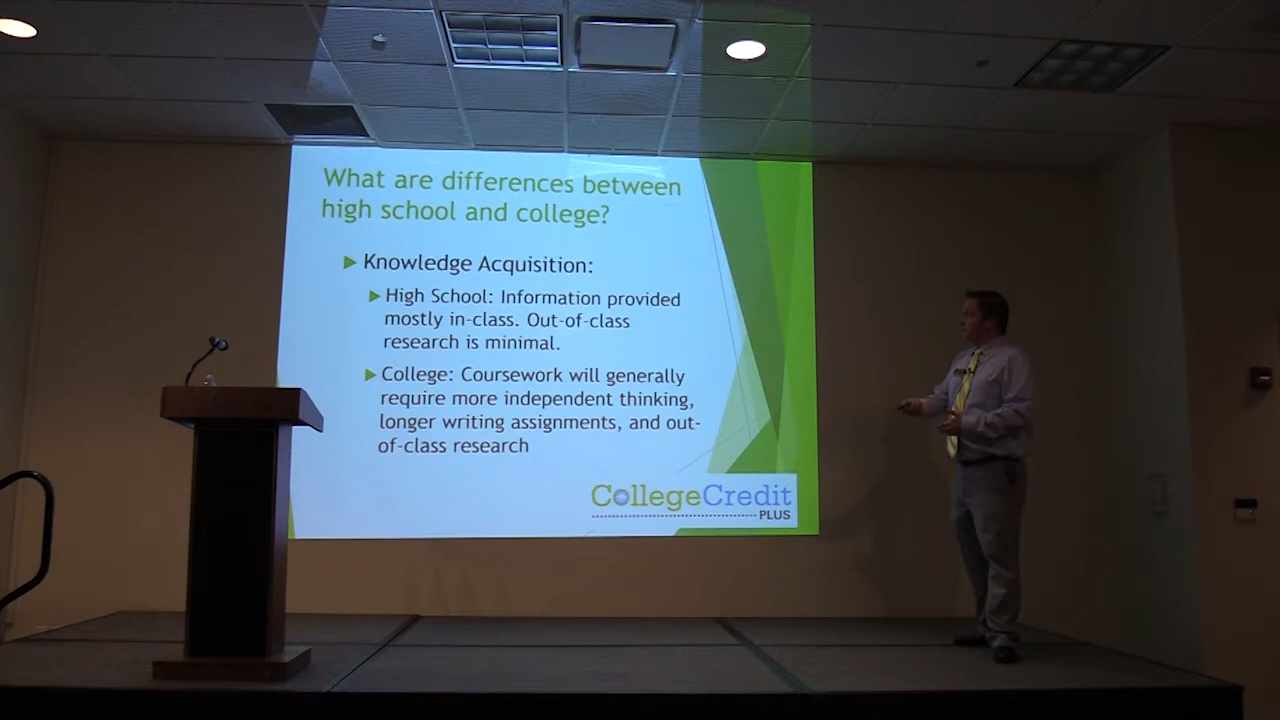 What are differences between
high school and college?
Knowledge Acquisition:
High School: Information provided
mostly in-class. Out-of-class
research is minimal.
College: Coursework will generally
require more independent thinking,
longer writing assignments, and out-
of-class research
CollegeCredit
PLUS